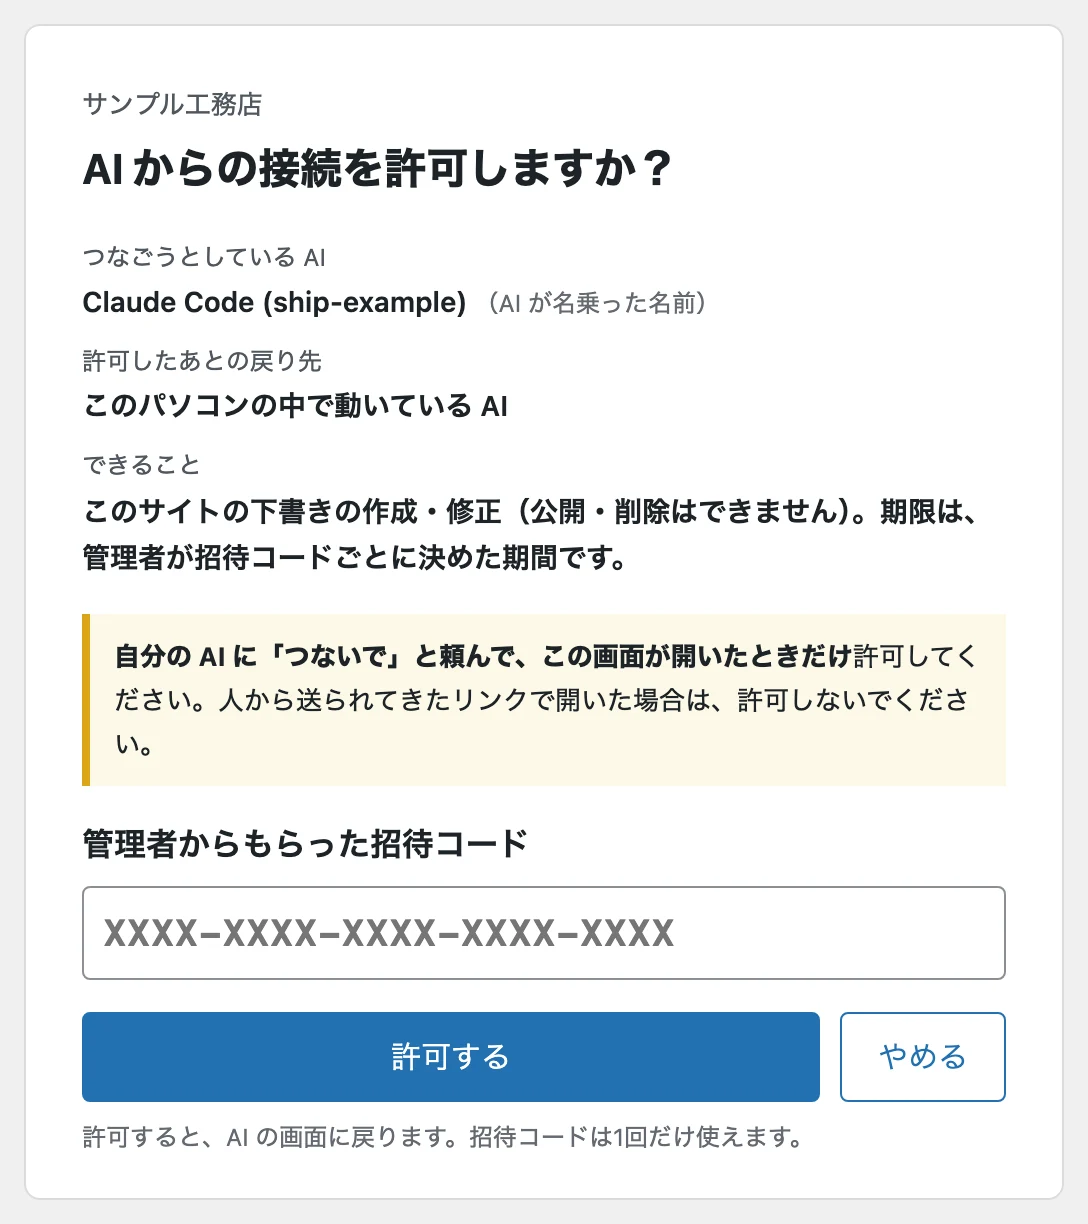 サンプル工務店
AI からの接続を許可しますか？
つなごうとしている AI
Claude Code (ship-example) （AI が名乗った名前）
許可したあとの戻り先
このパソコンの中で動いている AI
できること
このサイトの下書きの作成・修正（公開・削除はできません）。期限は、
管理者が招待コードごとに決めた期間です。
自分の AI に「つないで」と頼んで、この画面が開いたときだけ許可してく
ださい。人から送られてきたリンクで開いた場合は、許可しないでくださ
い。
管理者からもらった招待コード
XXXX-XXXX-XXXX-XXXX-XXXX
許可する
やめる
許可すると、AI の画面に戻ります。招待コードは1回だけ使えます。